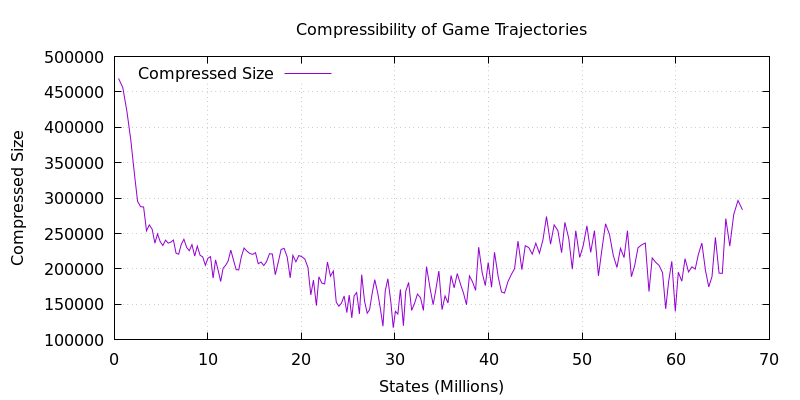 Compressibility of Game Trajectories
Compressed Size
500000
450000
400000
350000
300000
250000
200000
150000
100000
Compressed Size
0 10 20 30 40 50 60 70
States (Millions)